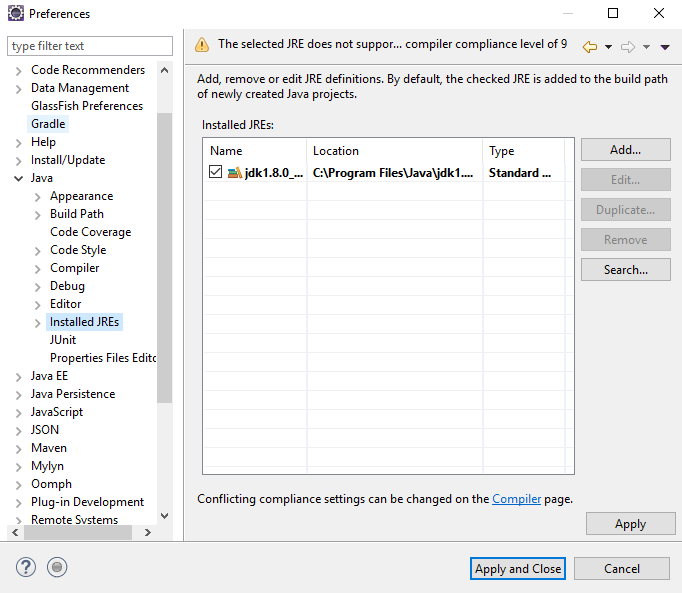 Preferences
type filter text
Code Recommenders
Data Management
GlassFish Preferences
Gradle
Help
Install/Update
Java
Appearance
Build Path
Code Coverage
Code Style
Compiler
Debug
Editor
Installed JREs
JUnit
Properties Files Edito
Java EE
Java Persistence
JavaScript
JSON
Maven
Mylyn
Oomph
Plug-in Development
Remote Systems
The selected JRE does not suppor... compiler compliance level of 9
Add, remove or edit JRE definitions. By default, the checked JRE is added to the build path
of newly created Java projects.
Installed JREs:
Name Location Type
jdk1.8.0_... C:\Program Files\Java\jdk1.... Standard ...
Add...
Edit...
Duplicate...
Remove
Search...
Conflicting compliance settings can be changed on the Compiler page.
Apply
? Apply and Close Cancel